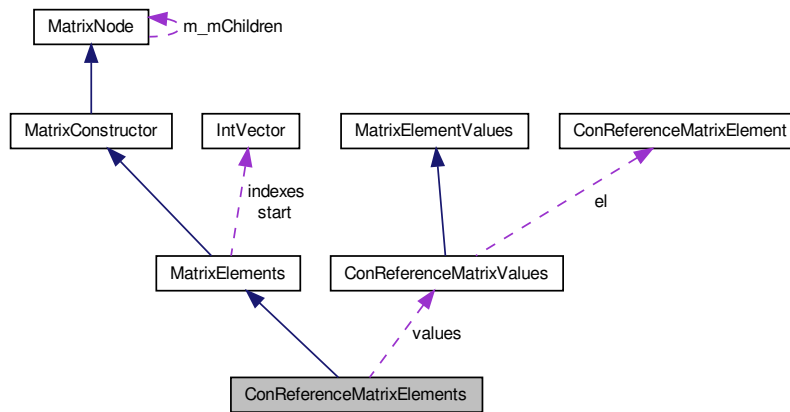 MatrixNode
m_mChildren
MatrixConstructor
IntVector
MatrixElementValues
ConReferenceMatrixElement
indexes
start
el
MatrixElements
ConReferenceMatrixValues
values
ConReferenceMatrixElements